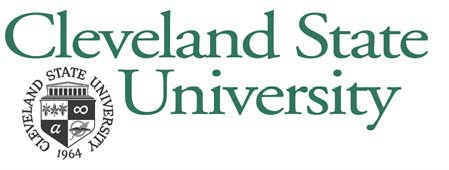 Cleveland State
University
CLEVELAND STATE UNIVERSITY
∞
a
1964